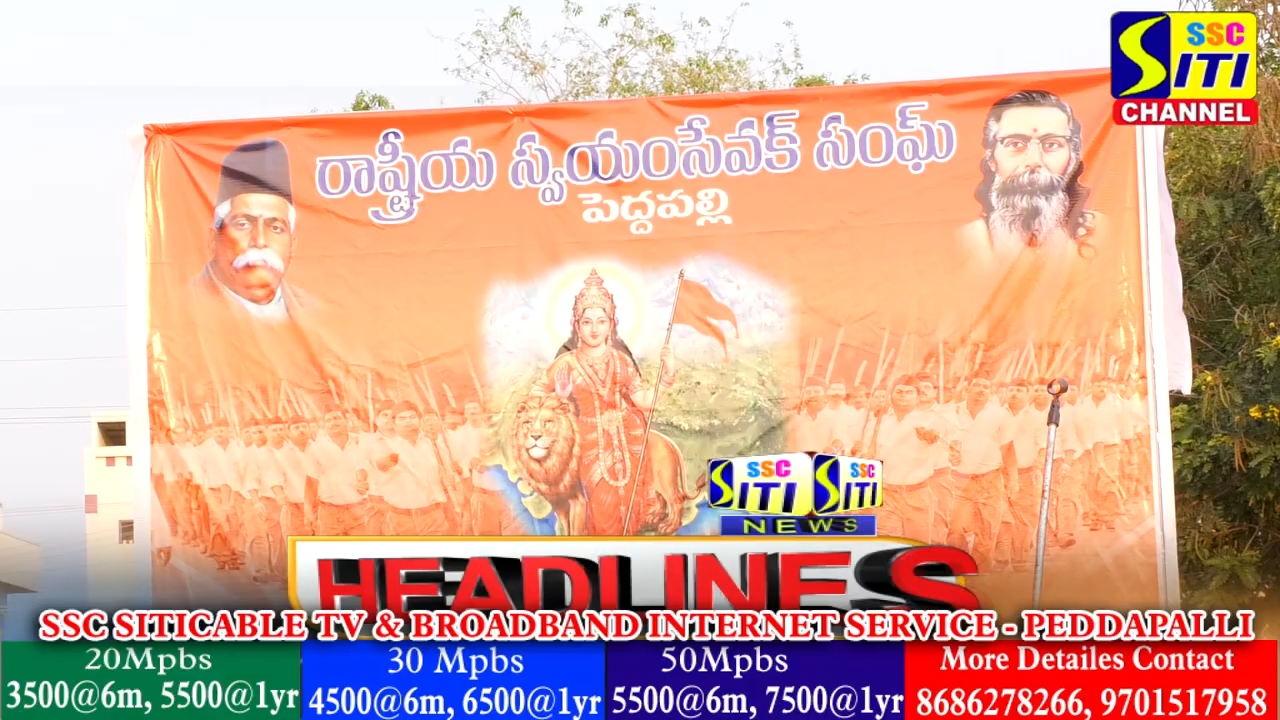 SSC
SITI
CHANNEL
రాష్ట్రీయ స్వయంసేవక్ సంఘ్
పెద్దపల్లి
SSC SSC
SITI SITI
NEWS
HEADLINES
SSC SITICABLE TV & BROADBAND INTERNET SERVICE - PEDDAPALLI
20Mpbs 30 Mpbs 50Mpbs More Detailes Contact
3500@6m, 5500@1yr 4500@6m, 6500@1yr 5500@6m, 7500@1yr 8686278266, 9701517958